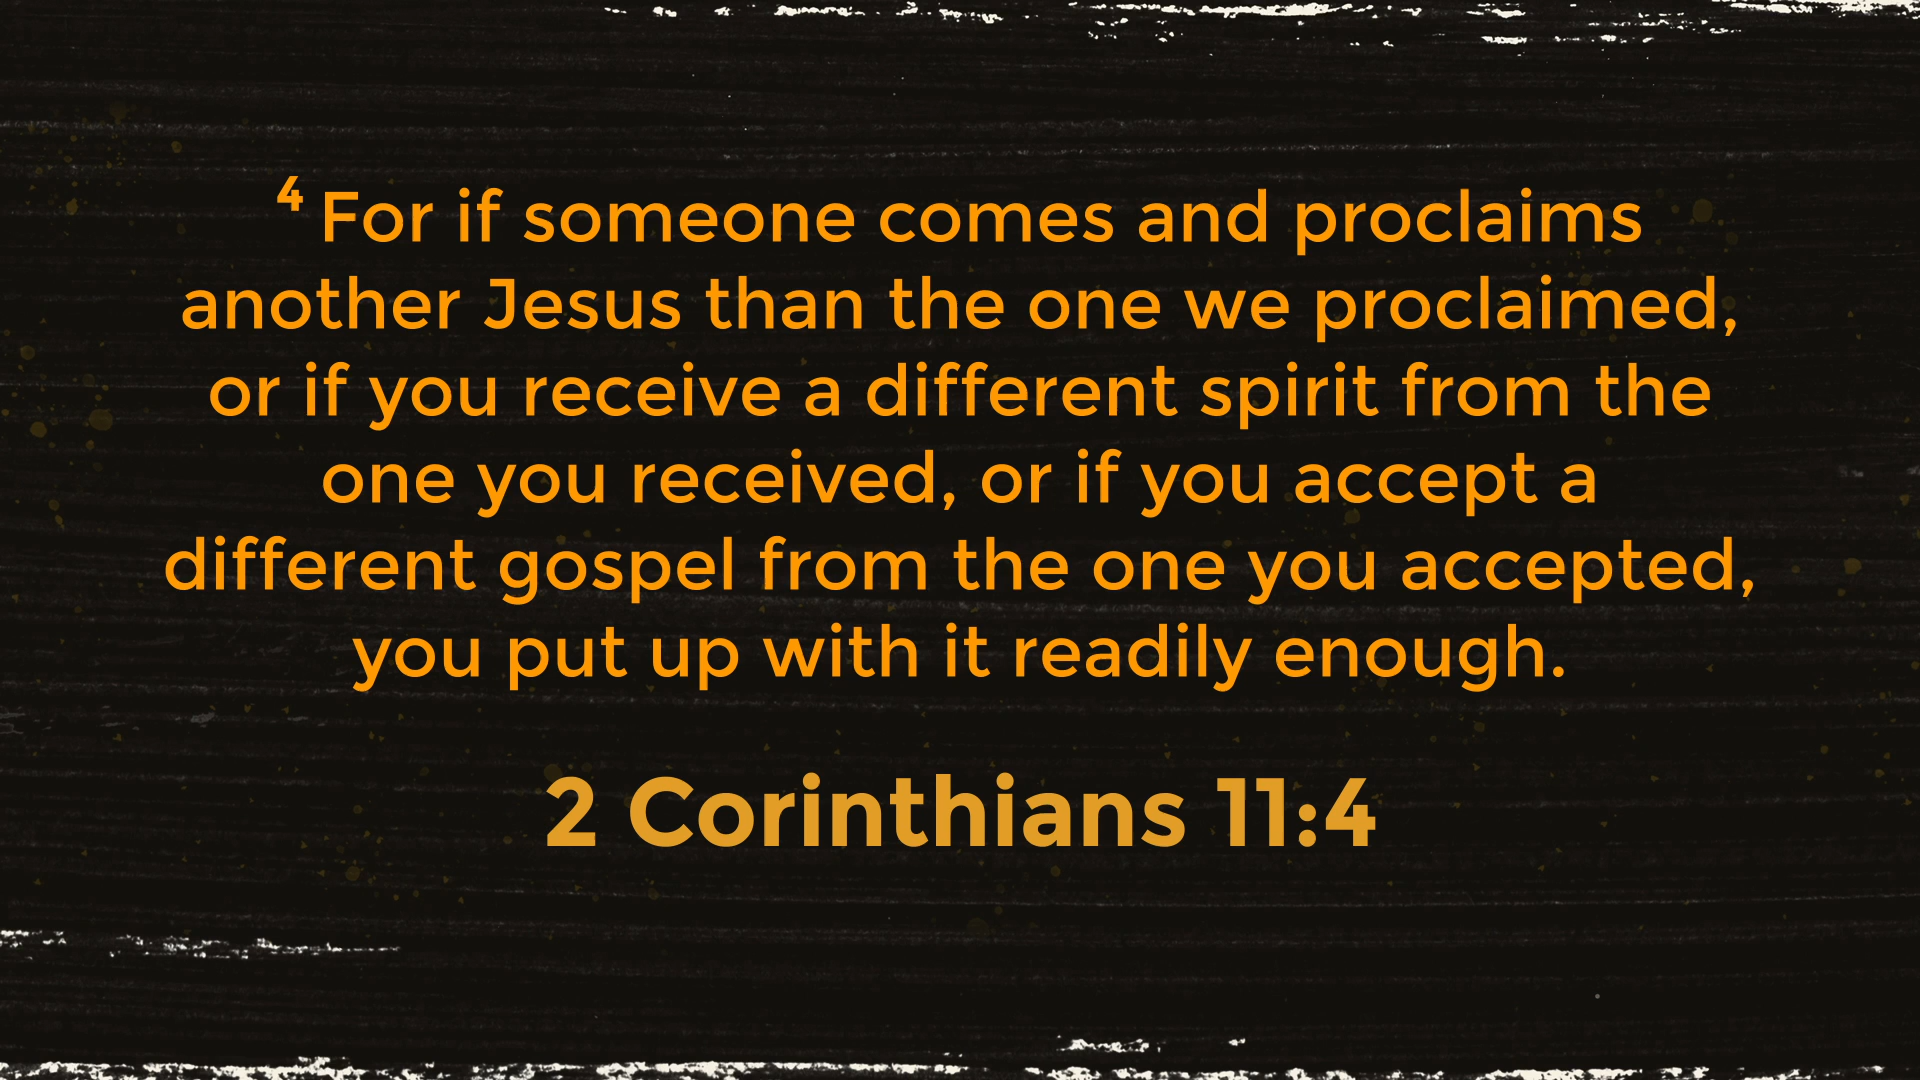 4 For if someone comes and proclaims
another Jesus than the one we proclaimed,
or if you receive a different spirit from the
one you received, or if you accept a
different gospel from the one you accepted,
you put up with it readily enough.
2 Corinthians 11:4